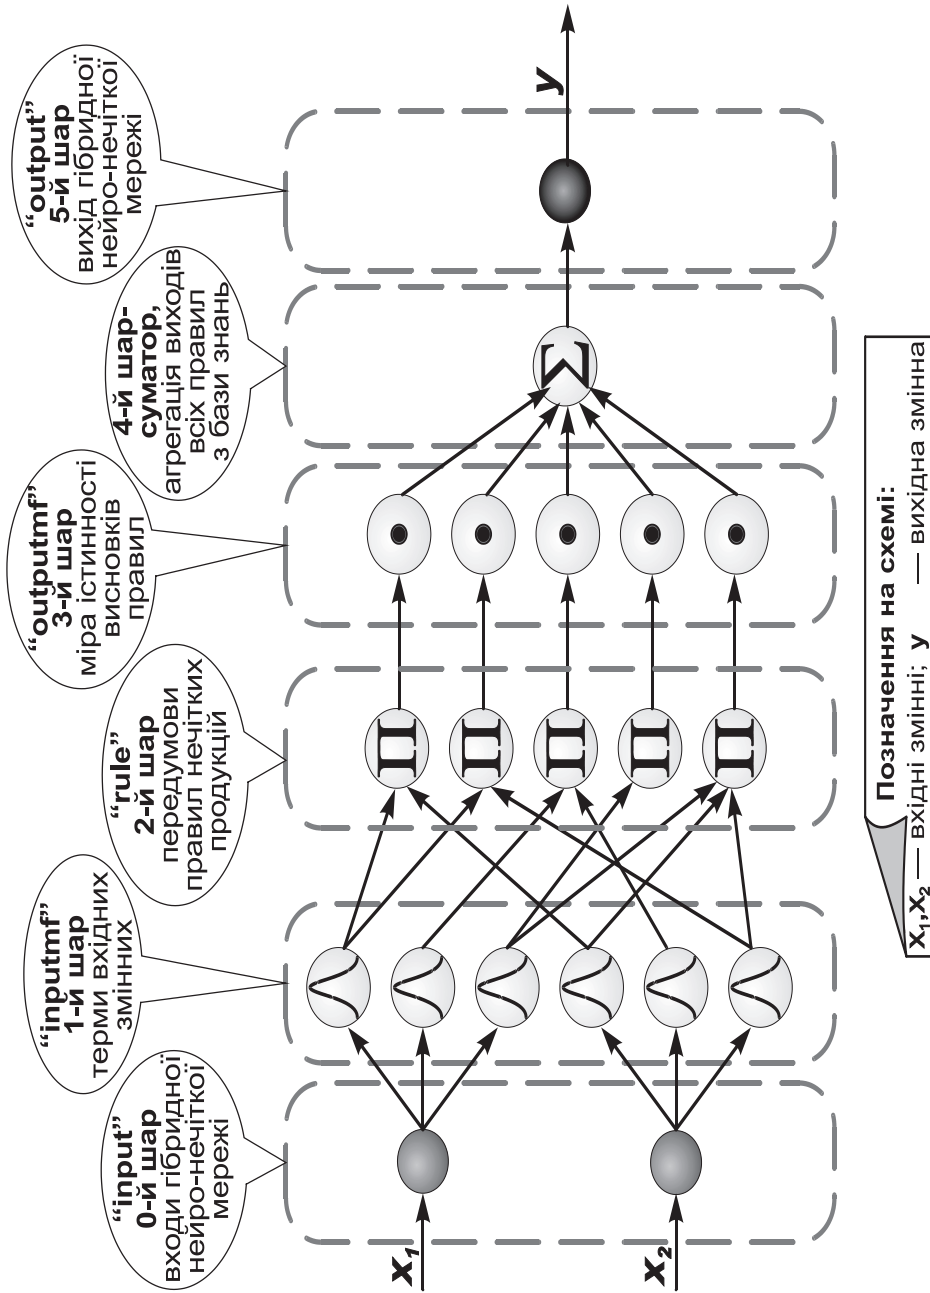 “input”
0-й шар
входи гібридної
нейро-нечіткої
мережі
“inputmf”
1-й шар
терми вхідних
змінних
“rule”
2-й шар
передумови
правил нечітких
продукцій
“outputmf”
3-й шар
міра істинності
висновків
правил
4-й шар-
суматор,
агрегація виходів
всіх правил
з бази знань
“output”
5-й шар
вихід гібридної
нейро-нечіткої
мережі
x₁
x₂
П
П
П
П
П
Σ
y
Позначення на схемі:
x₁,x₂ — вхідні змінні; y — вихідна змінна